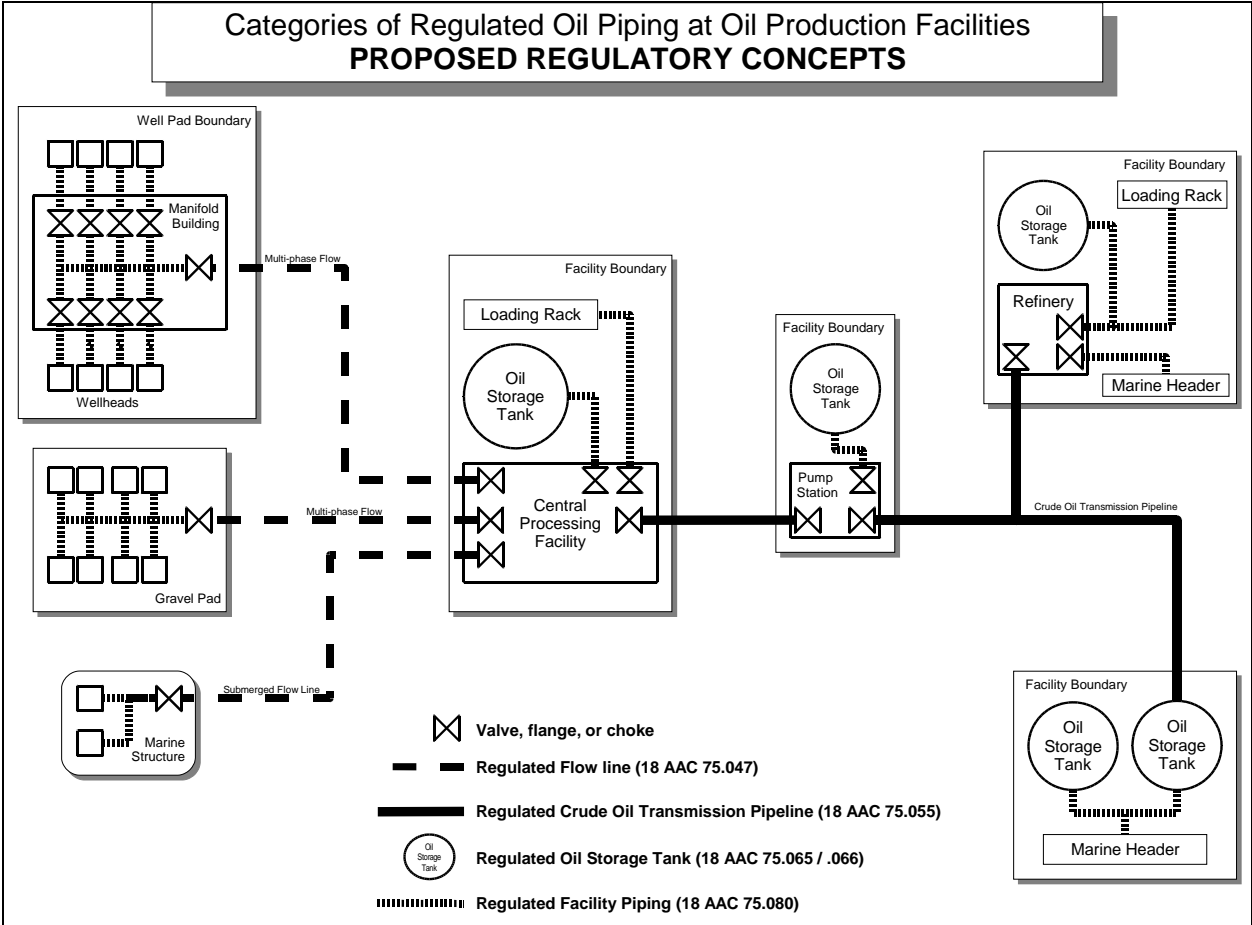 Categories of Regulated Oil Piping at Oil Production Facilities
PROPOSED REGULATORY CONCEPTS
Well Pad Boundary
Manifold
Building
Wellheads
Multi-phase Flow
Gravel Pad
Multi-phase Flow
Marine
Structure
Submerged Flow Line
Facility Boundary
Loading Rack
Oil
Storage
Tank
Central
Processing
Facility
Facility Boundary
Oil
Storage
Tank
Pump
Station
Facility Boundary
Oil
Storage
Tank
Loading Rack
Refinery
Marine Header
Crude Oil Transmission Pipeline
Facility Boundary
Oil
Storage
Tank
Oil
Storage
Tank
Marine Header
Valve, flange, or choke
Regulated Flow line (18 AAC 75.047)
Regulated Crude Oil Transmission Pipeline (18 AAC 75.055)
Oil
Storage
Tank
Regulated Oil Storage Tank (18 AAC 75.065 / .066)
Regulated Facility Piping (18 AAC 75.080)